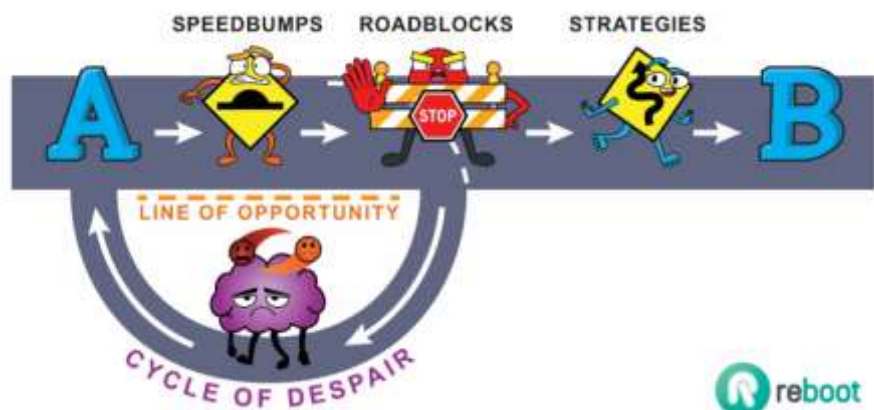 SPEEDBUMPS ROADBLOCKS STRATEGIES
A STOP B
LINE OF OPPORTUNITY
CYCLE OF DESPAIR
reboot